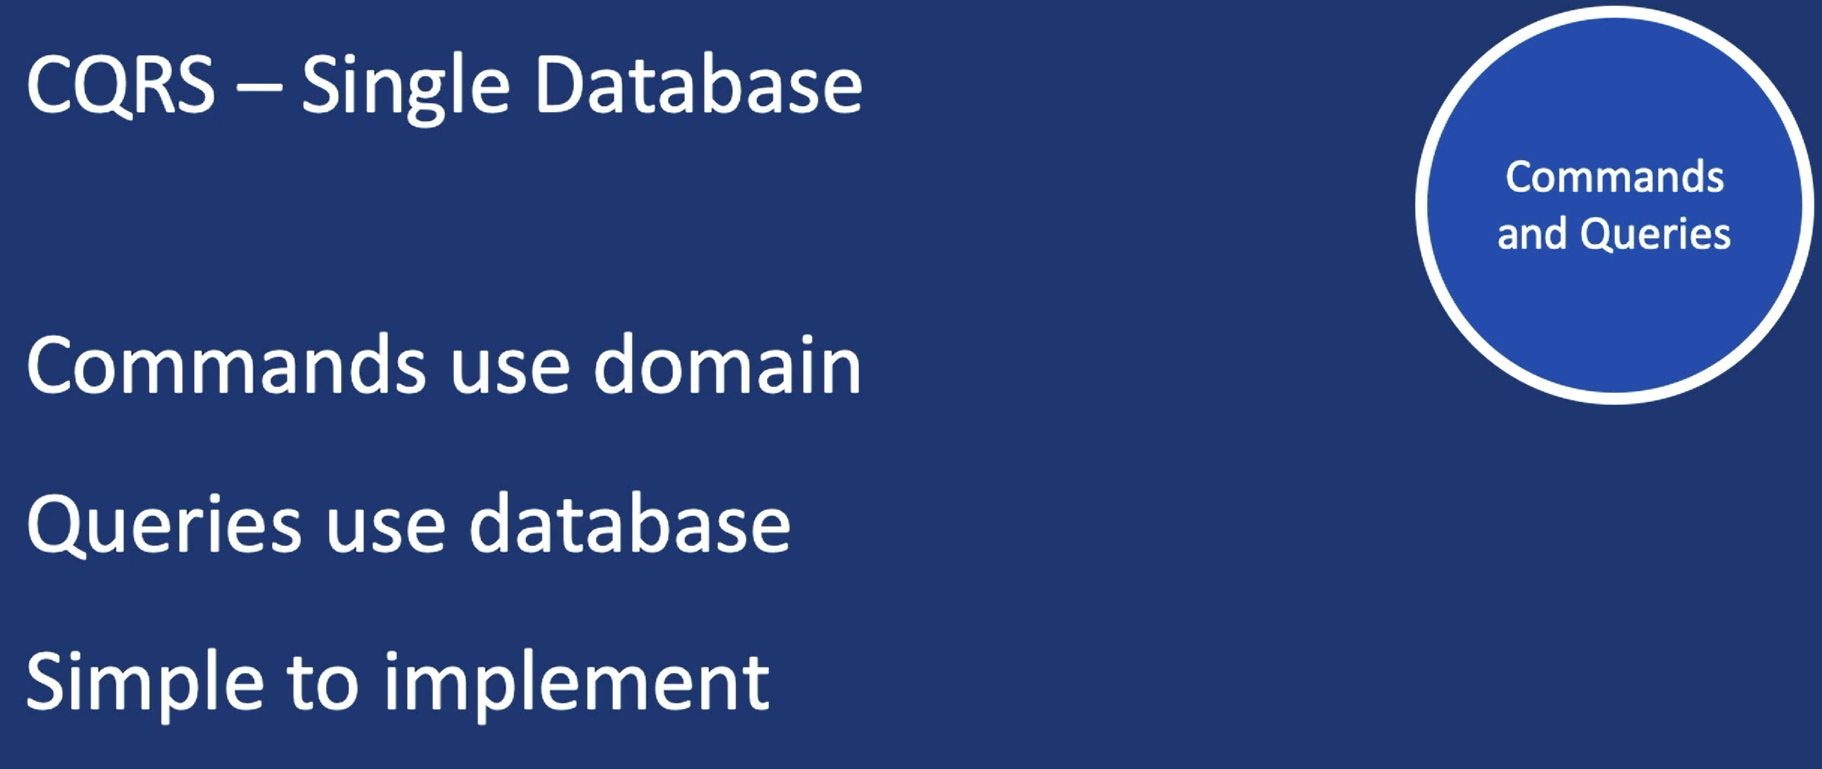 CQRS – Single Database
Commands
and Queries
Commands use domain
Queries use database
Simple to implement